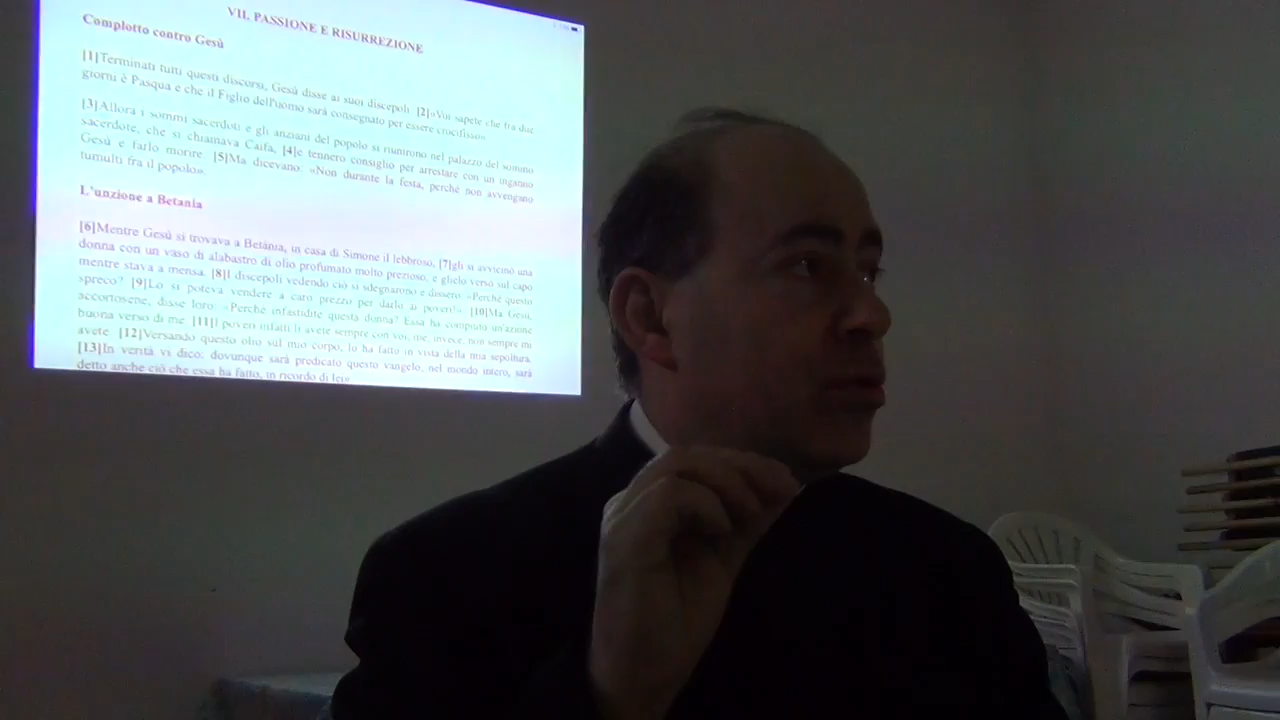 VII. PASSIONE E RISURREZIONE
Complotto contro Gesù
[1]Terminati tutti questi discorsi, Gesù disse ai suoi discepoli: [2]«Voi sapete che fra due
giorni è Pasqua e che il Figlio dell'uomo sarà consegnato per essere crocifisso».
[3]Allora i sommi sacerdoti e gli anziani del popolo si riunirono nel palazzo del sommo
sacerdote, che si chiamava Caifa, [4]e tennero consiglio per arrestare con un inganno
Gesù e farlo morire. [5]Ma dicevano: «Non durante la festa, perché non avvengano
tumulti fra il popolo».
L'unzione a Betania
[6]Mentre Gesù si trovava a Betània, in casa di Simone il lebbroso, [7]gli si avvicinò una
donna con un vaso di alabastro di olio profumato molto prezioso, e glielo versò sul capo
mentre stava a mensa. [8]I discepoli vedendo ciò si sdegnarono e dissero: «Perché questo
spreco? [9]Lo si poteva vendere a caro prezzo per darlo ai poveri!». [10]Ma Gesù,
accortosene, disse loro: «Perché infastidite questa donna? Essa ha compiuto un'azione
buona verso di me. [11]I poveri infatti li avete sempre con voi, me, invece, non sempre mi
avete. [12]Versando questo olio sul mio corpo, lo ha fatto in vista della mia sepoltura.
[13]In verità vi dico: dovunque sarà predicato questo vangelo, nel mondo intero, sarà
detto anche ciò che essa ha fatto, in ricordo di lei».